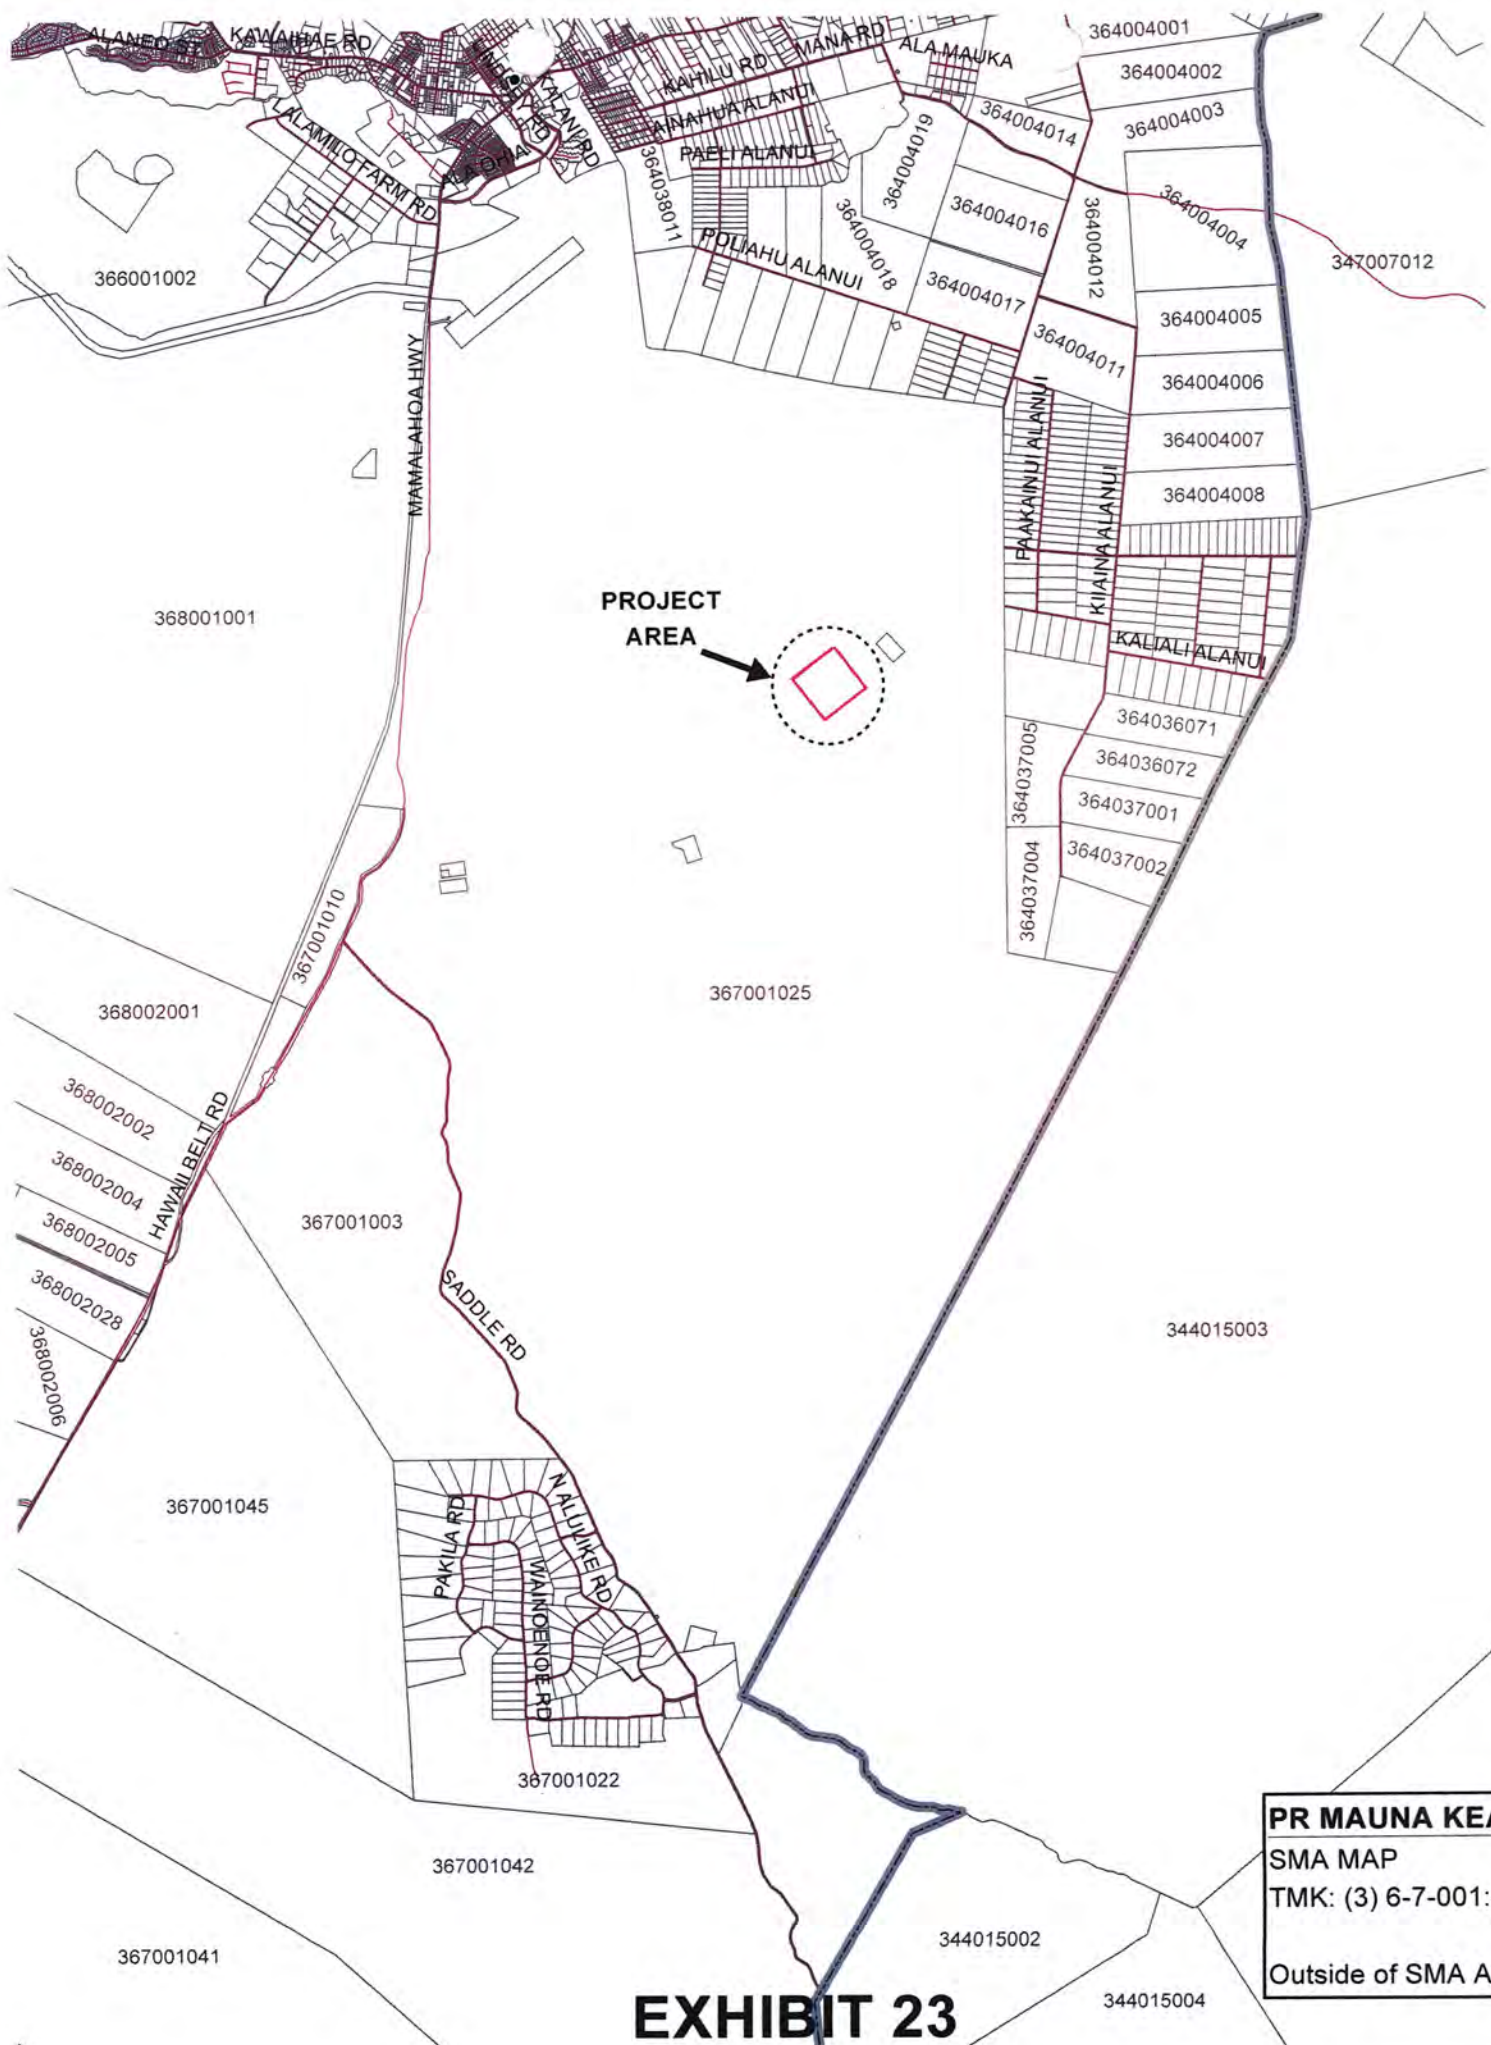 ALANEO ST
KAWAIHAE RD
LINDSEY RD
KALANI RD
KAHILU RD
MANA RD
ALA MAUKA
364004001
364004002
364004003
364004014
364004019
AINAHUA ALANUI
PAELI ALANUI
LALAMILO FARM RD
ALA OHIA
364038011
364004016
364004004
364004012
347007012
366001002
POLIAHU ALANUI
364004018
364004017
364004005
364004011
364004006
364004007
364004008
MAMALAHOA HWY
PAAKAINUI ALANUI
KIIAINA ALANUI
368001001
PROJECT
AREA
KALIALI ALANUI
364036071
364036072
364037005
364037001
364037002
364037004
367001010
367001025
368002001
368002002
368002004
HAWAII BELT RD
368002005
368002028
368002006
367001003
SADDLE RD
344015003
367001045
PAKILA RD
NALULIKE RD
WAINOENOE RD
367001022
367001042
367001041
344015002
344015004
PR MAUNA KEA
SMA MAP
TMK: (3) 6-7-001:
Outside of SMA A
EXHIBIT 23